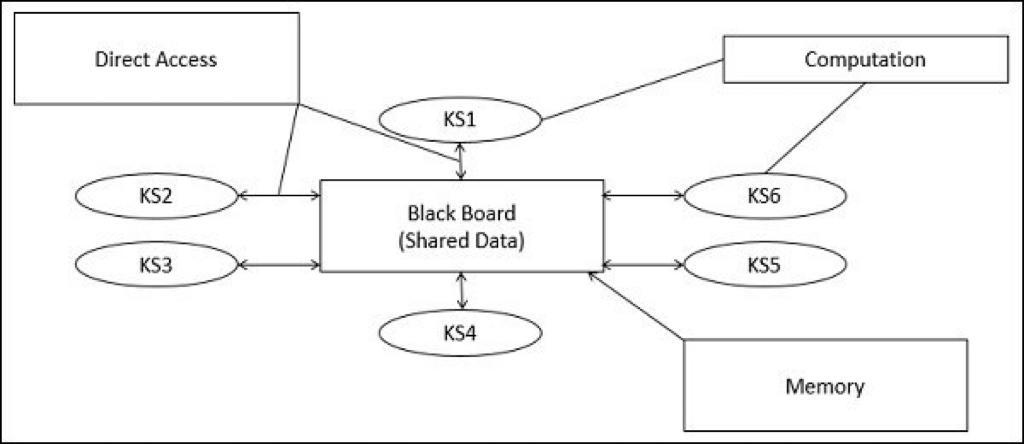 Direct Access
Computation
KS1
KS2
KS6
Black Board
(Shared Data)
KS3
KS5
KS4
Memory